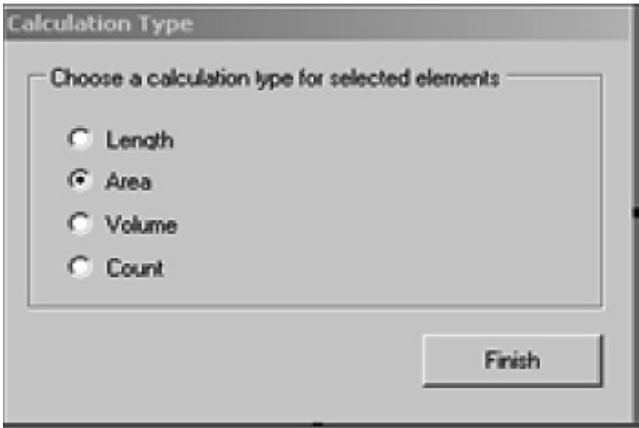 Calculation Type
Choose a calculation type for selected elements
Length
Area
Volume
Count
Finish